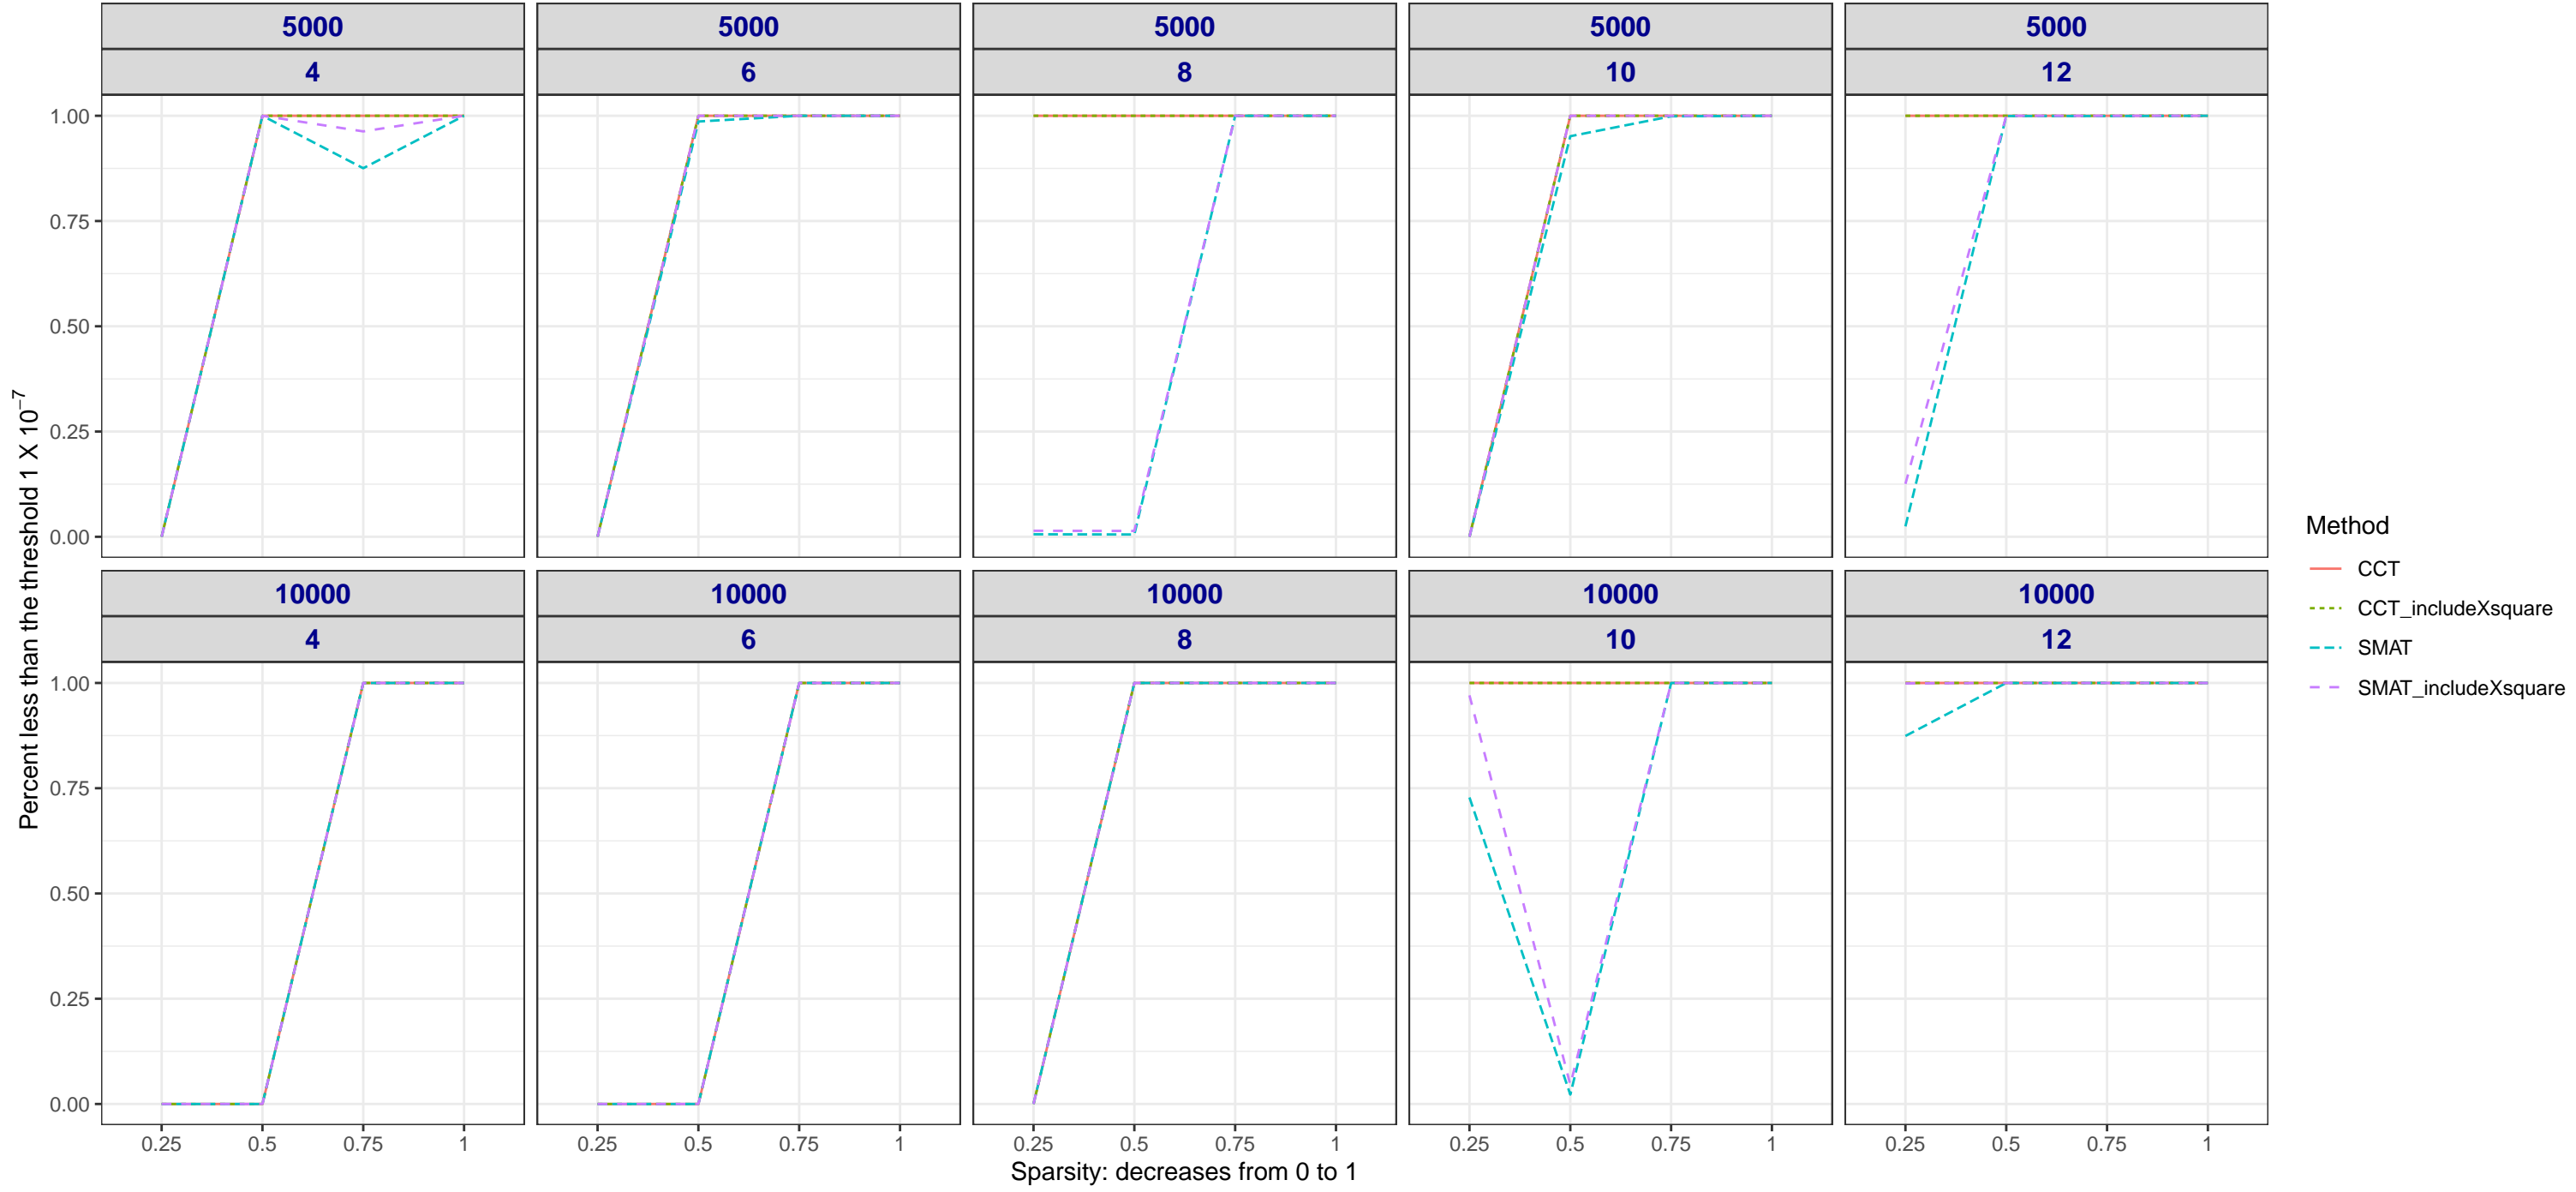 5000 5000 5000 5000 5000
4 6 8 10 12
1.00
0.75
0.50
0.25
0.00
10000 10000 10000 10000 10000
4 6 8 10 12
1.00
0.75
0.50
0.25
0.00
0.25 0.5 0.75 1 0.25 0.5 0.75 1 0.25 0.5 0.75 1 0.25 0.5 0.75 1 0.25 0.5 0.75 1
Sparsity: decreases from 0 to 1
Percent less than the threshold 1 X 10⁻⁷
Method
CCT
CCT_includeXsquare
SMAT
SMAT_includeXsquare